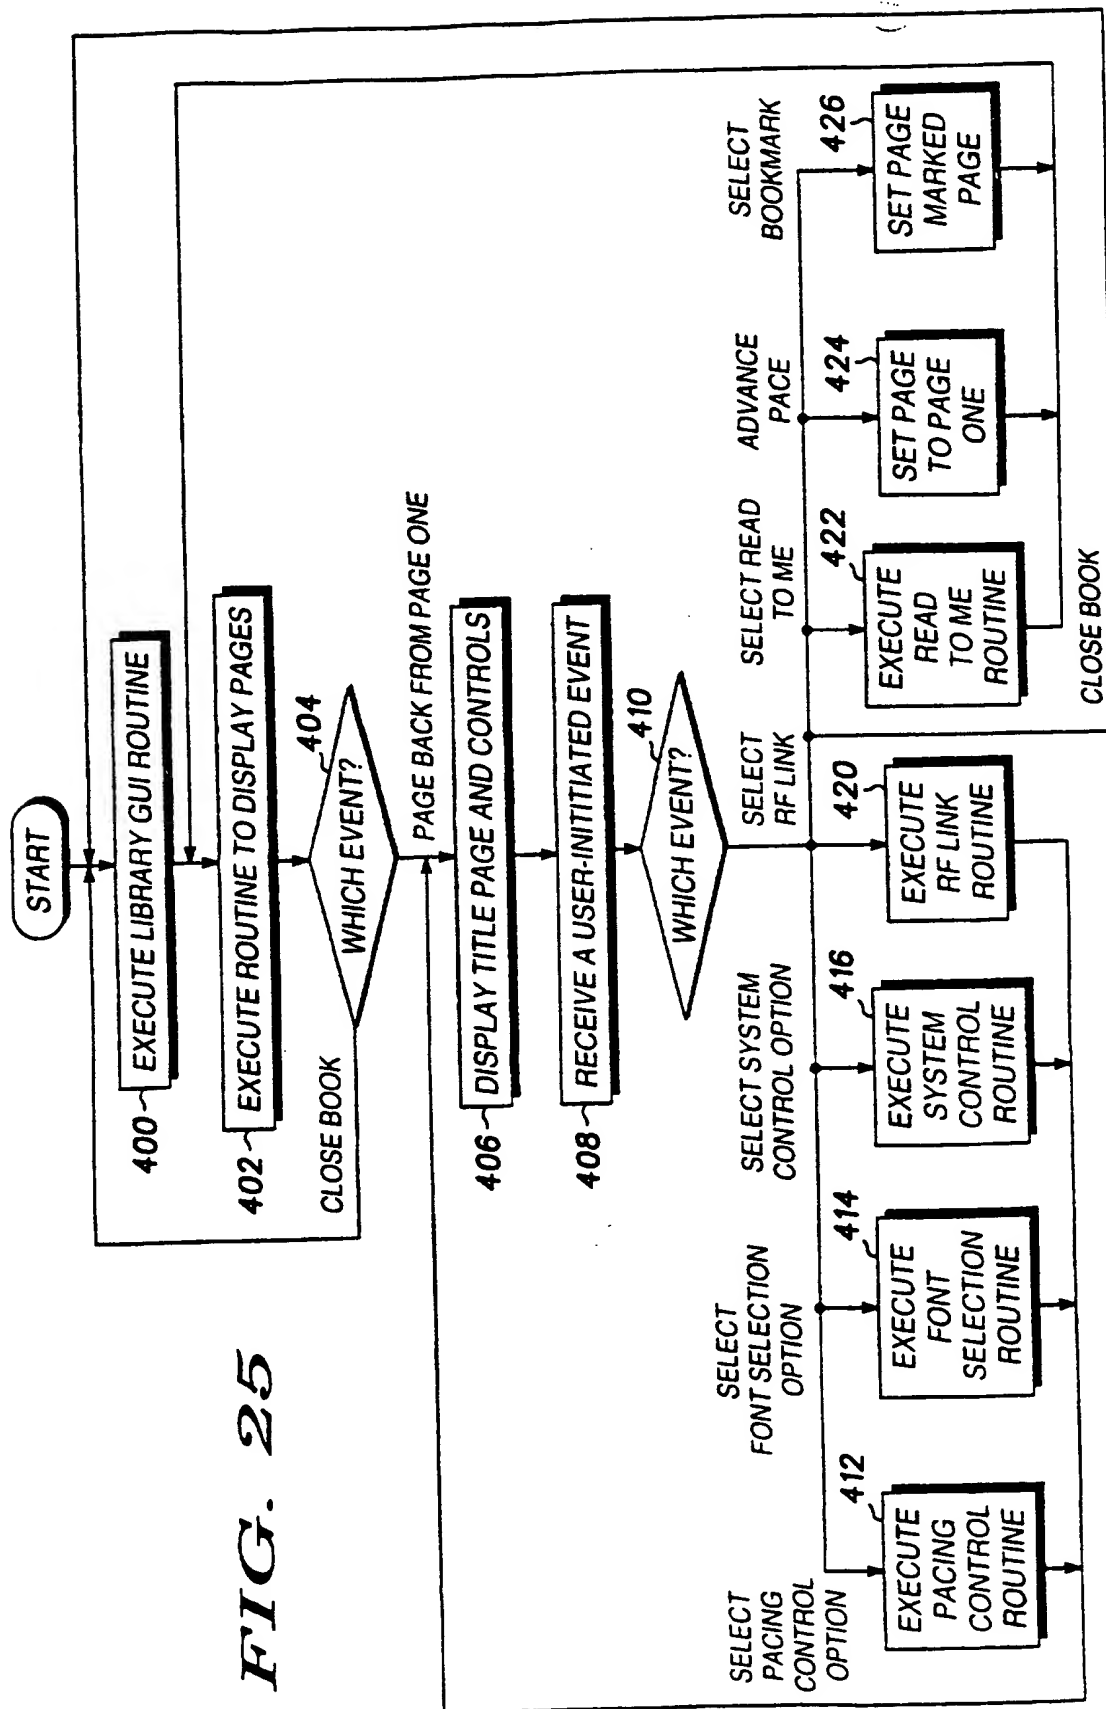 FIG. 25
START
400
EXECUTE LIBRARY GUI ROUTINE
402
EXECUTE ROUTINE TO DISPLAY PAGES
WHICH EVENT?
404
CLOSE BOOK
PAGE BACK FROM PAGE ONE
406
DISPLAY TITLE PAGE AND CONTROLS
408
RECEIVE A USER-INITITIATED EVENT
WHICH EVENT?
410
SELECT
PACING
CONTROL
OPTION
SELECT
FONT SELECTION
OPTION
SELECT SYSTEM
CONTROL OPTION
SELECT
RF LINK
SELECT READ
TO ME
ADVANCE
PACE
SELECT
BOOKMARK
412
EXECUTE
PACING
CONTROL
ROUTINE
414
EXECUTE
FONT
SELECTION
ROUTINE
416
EXECUTE
SYSTEM
CONTROL
ROUTINE
420
EXECUTE
RF LINK
ROUTINE
422
EXECUTE
READ
TO ME
ROUTINE
424
SET PAGE
TO PAGE
ONE
426
SET PAGE
MARKED
PAGE
CLOSE BOOK